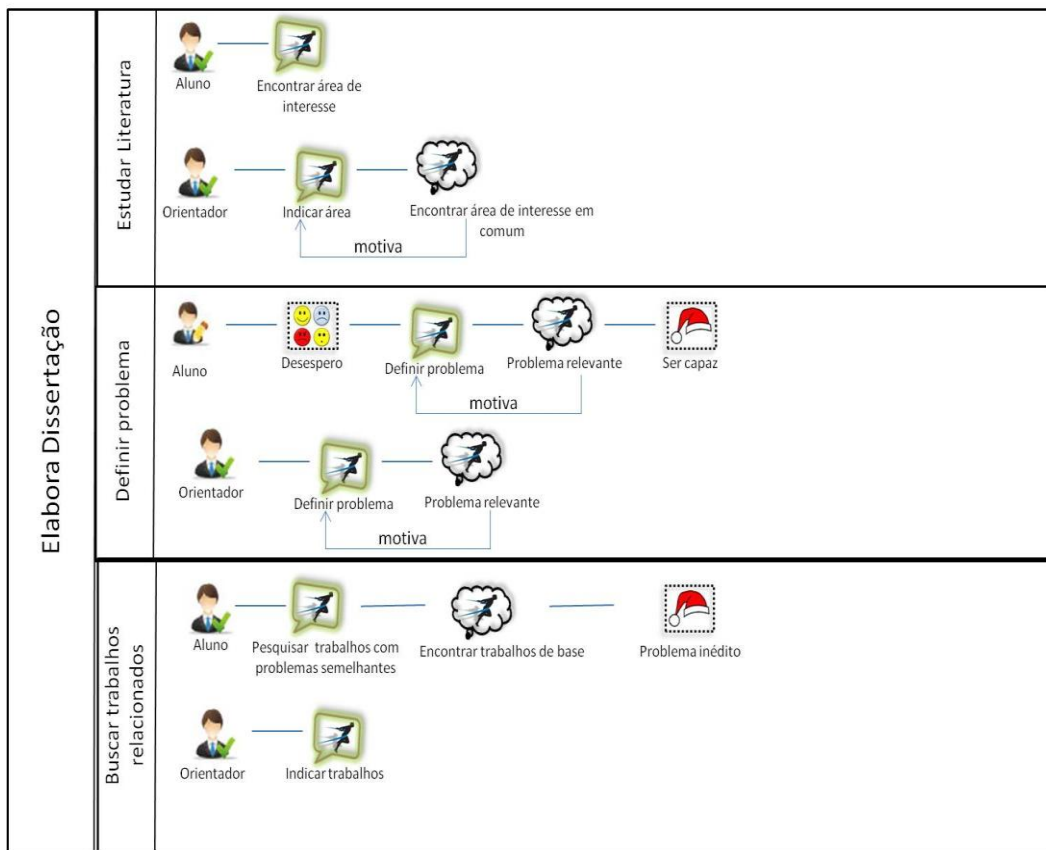 Elabora Dissertação
Estudar Literatura
Aluno
Encontrar área de
interesse
Orientador
Indicar área
Encontrar área de interesse em
comum
motiva
Definir problema
Aluno
Desespero
Definir problema
Problema relevante
Ser capaz
motiva
Orientador
Definir problema
Problema relevante
motiva
Buscar trabalhos
relacionados
Aluno
Pesquisar trabalhos com
problemas semelhantes
Encontrar trabalhos de base
Problema inédito
Orientador
Indicar trabalhos